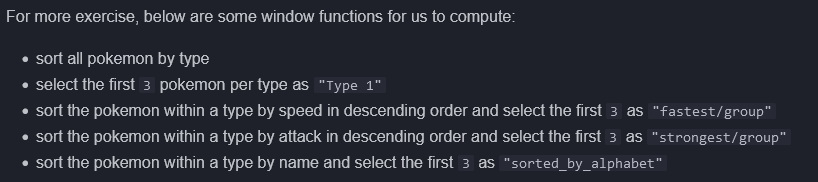 For more exercise, below are some window functions for us to compute:
• sort all pokemon by type
• select the first 3 pokemon per type as "Type 1"
• sort the pokemon within a type by speed in descending order and select the first 3 as "fastest/group"
• sort the pokemon within a type by attack in descending order and select the first 3 as "strongest/group"
• sort the pokemon within a type by name and select the first 3 as "sorted_by_alphabet"